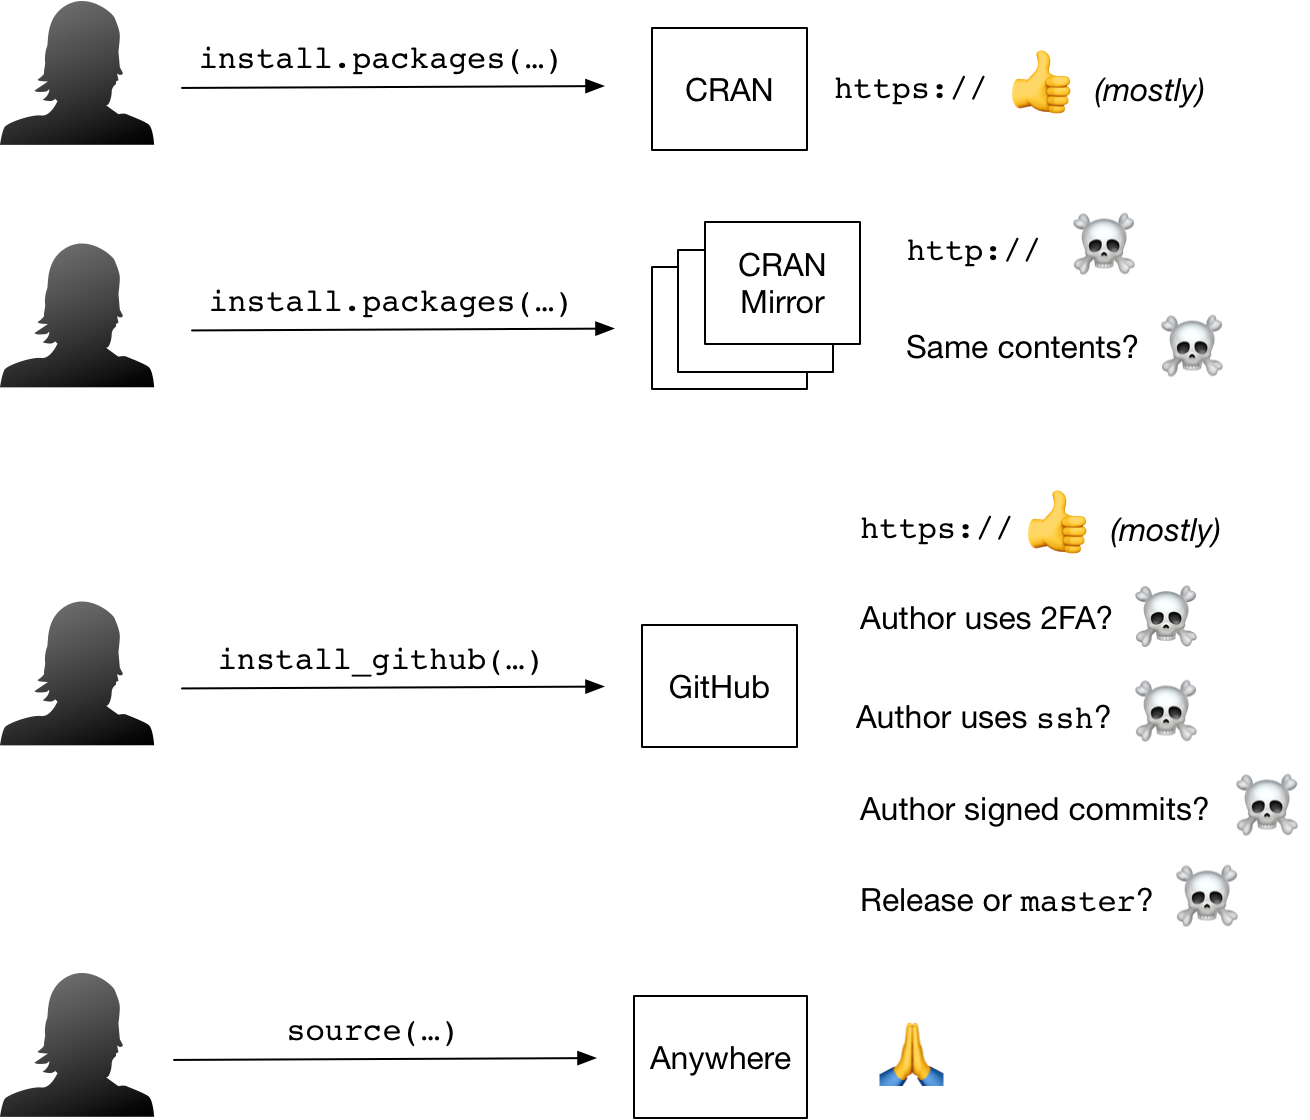 install.packages(…)
CRAN
https:// 👍 (mostly)
install.packages(…)
CRAN
Mirror
http:// ☠️
Same contents? ☠️
install_github(…)
GitHub
https:// 👍 (mostly)
Author uses 2FA? ☠️
Author uses ssh? ☠️
Author signed commits? ☠️
Release or master? ☠️
source(…)
Anywhere
🙏